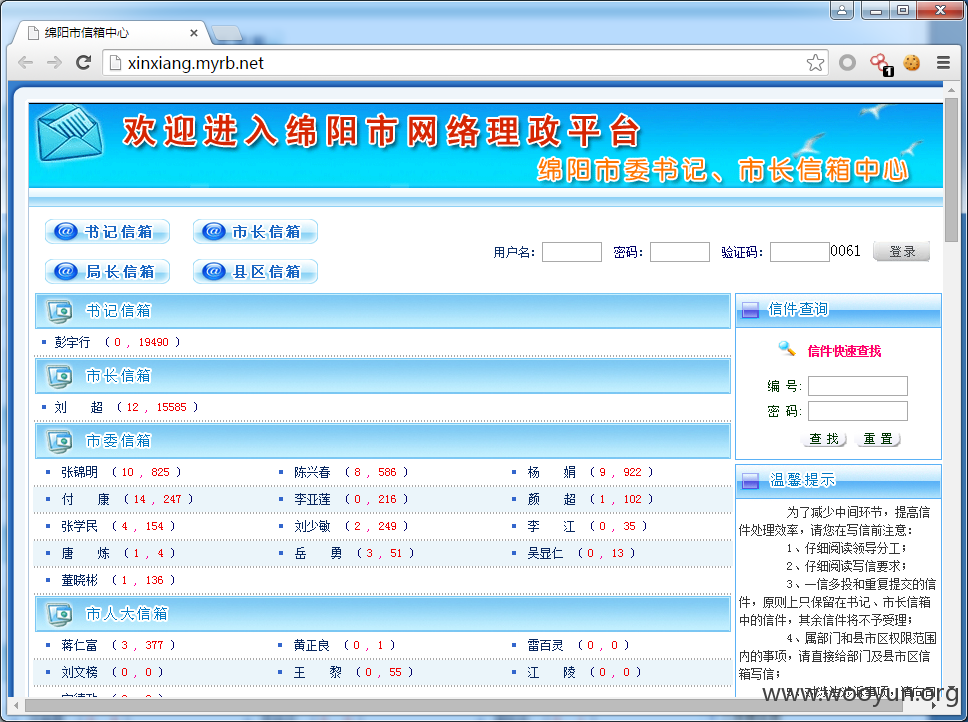 绵阳市信箱中心
xinxiang.myrb.net
1
欢迎进入绵阳市网络理政平台
绵阳市委书记、市长信箱中心
@ 书记信箱 @ 市长信箱
用户名: 密码: 验证码: 0061 登录
@ 局长信箱 @ 县区信箱
书记信箱
彭宇行 ( 0 , 19490 )
市长信箱
刘 超 ( 12 , 15585 )
市委信箱
张锦明 ( 10 , 825 ) 陈兴春 ( 8 , 586 ) 杨 娟 ( 9 , 922 )
付 康 ( 14 , 247 ) 李亚莲 ( 0 , 216 ) 颜 超 ( 1 , 102 )
张学民 ( 4 , 154 ) 刘少敏 ( 2 , 249 ) 李 江 ( 0 , 35 )
唐 炼 ( 1 , 4 ) 岳 勇 ( 3 , 51 ) 吴显仁 ( 0 , 13 )
董晓彬 ( 1 , 136 )
市人大信箱
蒋仁富 ( 3 , 377 ) 黄正良 ( 0 , 1 ) 雷百灵 ( 0 , 0 )
刘文榜 ( 0 , 0 ) 王 黎 ( 0 , 55 ) 江 陵 ( 0 , 0 )
信件查询
信件快速查找
编 号:
密 码:
查 找 重 置
温馨提示
为了减少中间环节，提高信
件处理效率，请您在写信前注意：
1、仔细阅读领导分工；
2、仔细阅读写信要求；
3、一信多投和重复提交的信
件，原则上只保留在书记、市长信箱
中的信件，其余信件将不予受理；
4、属部门和县市区权限范围
内的事项，请直接给部门及县市区信
箱写信；
www.wooyun.org